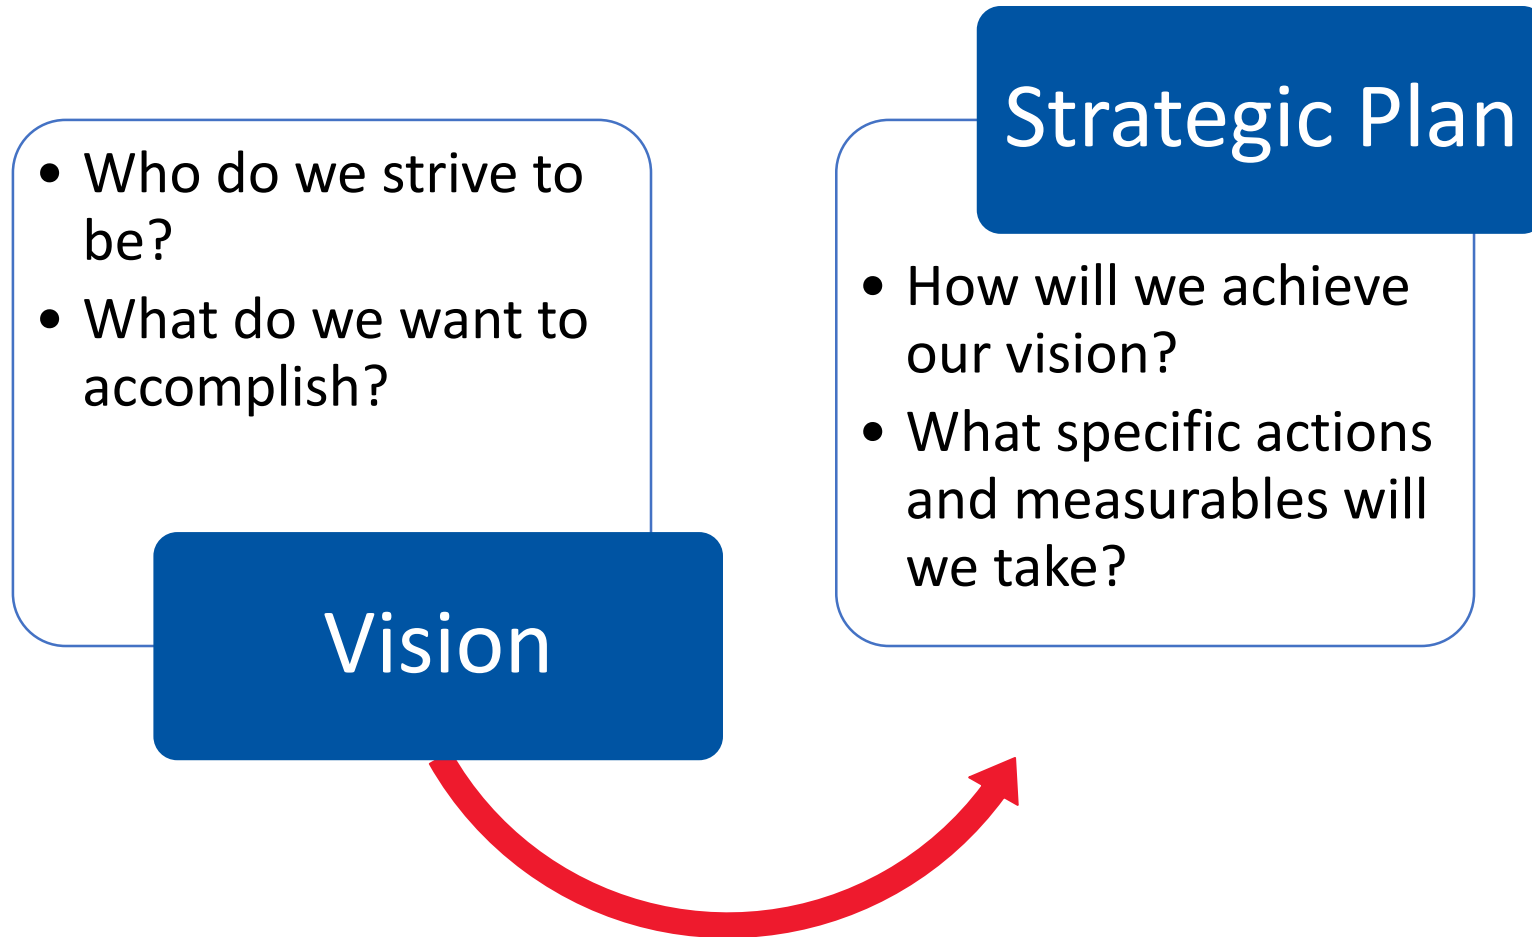 • Who do we strive to
be?
• What do we want to
accomplish?
Vision
Strategic Plan
• How will we achieve
our vision?
• What specific actions
and measurables will
we take?